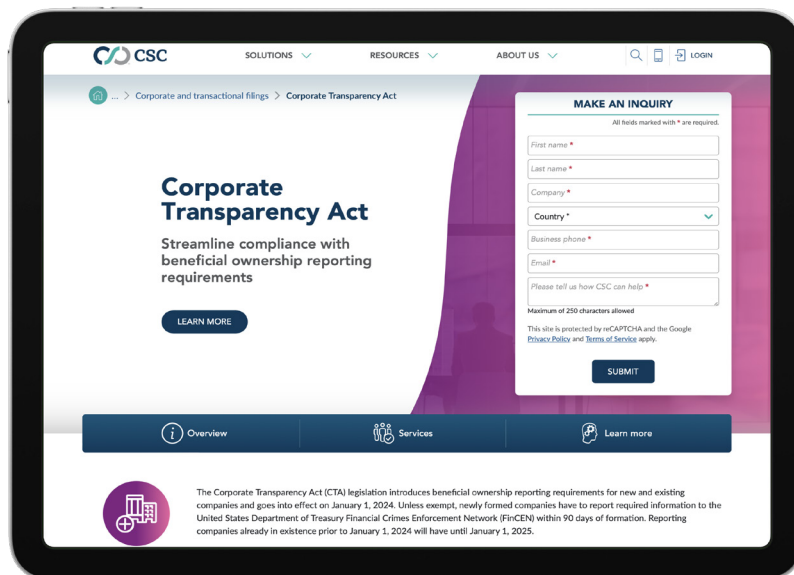 CSC
SOLUTIONS
RESOURCES
ABOUT US
LOGIN
... > Corporate and transactional filings > Corporate Transparency Act
Corporate
Transparency Act
Streamline compliance with
beneficial ownership reporting
requirements
LEARN MORE
MAKE AN INQUIRY
All fields marked with * are required.
First name *
Last name *
Company *
Country *
Business phone *
Email *
Please tell us how CSC can help *
Maximum of 250 characters allowed
This site is protected by reCAPTCHA and the Google
Privacy Policy and Terms of Service apply.
SUBMIT
Overview
Services
Learn more
The Corporate Transparency Act (CTA) legislation introduces beneficial ownership reporting requirements for new and existing
companies and goes into effect on January 1, 2024. Unless exempt, newly formed companies have to report required information to the
United States Department of Treasury Financial Crimes Enforcement Network (FinCEN) within 90 days of formation. Reporting
companies already in existence prior to January 1, 2024 will have until January 1, 2025.